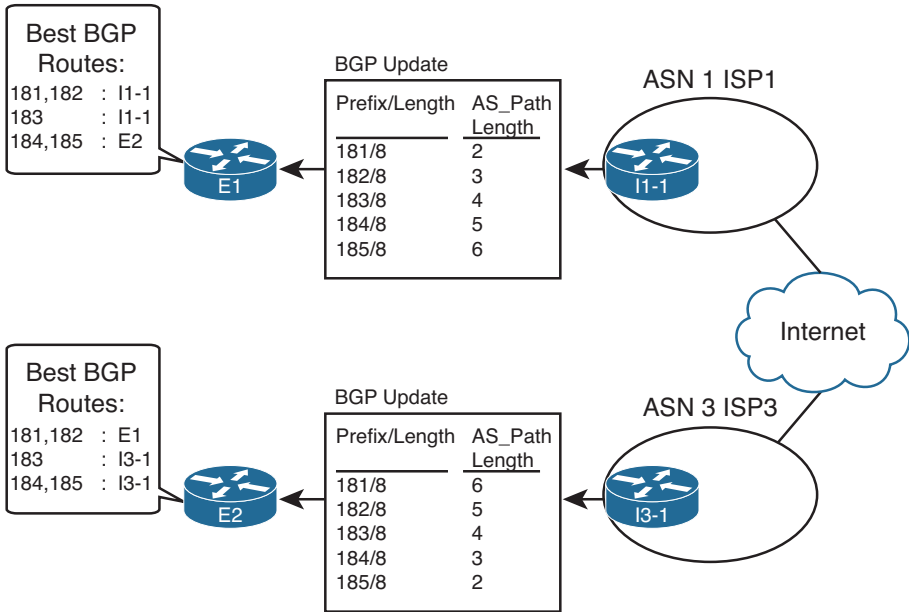 Best BGP
Routes:
181,182 : I1-1
183 : I1-1
184,185 : E2
E1
BGP Update
Prefix/Length AS_Path
Length
181/8 2
182/8 3
183/8 4
184/8 5
185/8 6
ASN 1 ISP1
I1-1
Internet
Best BGP
Routes:
181,182 : E1
183 : I3-1
184,185 : I3-1
E2
BGP Update
Prefix/Length AS_Path
Length
181/8 6
182/8 5
183/8 4
184/8 3
185/8 2
ASN 3 ISP3
I3-1